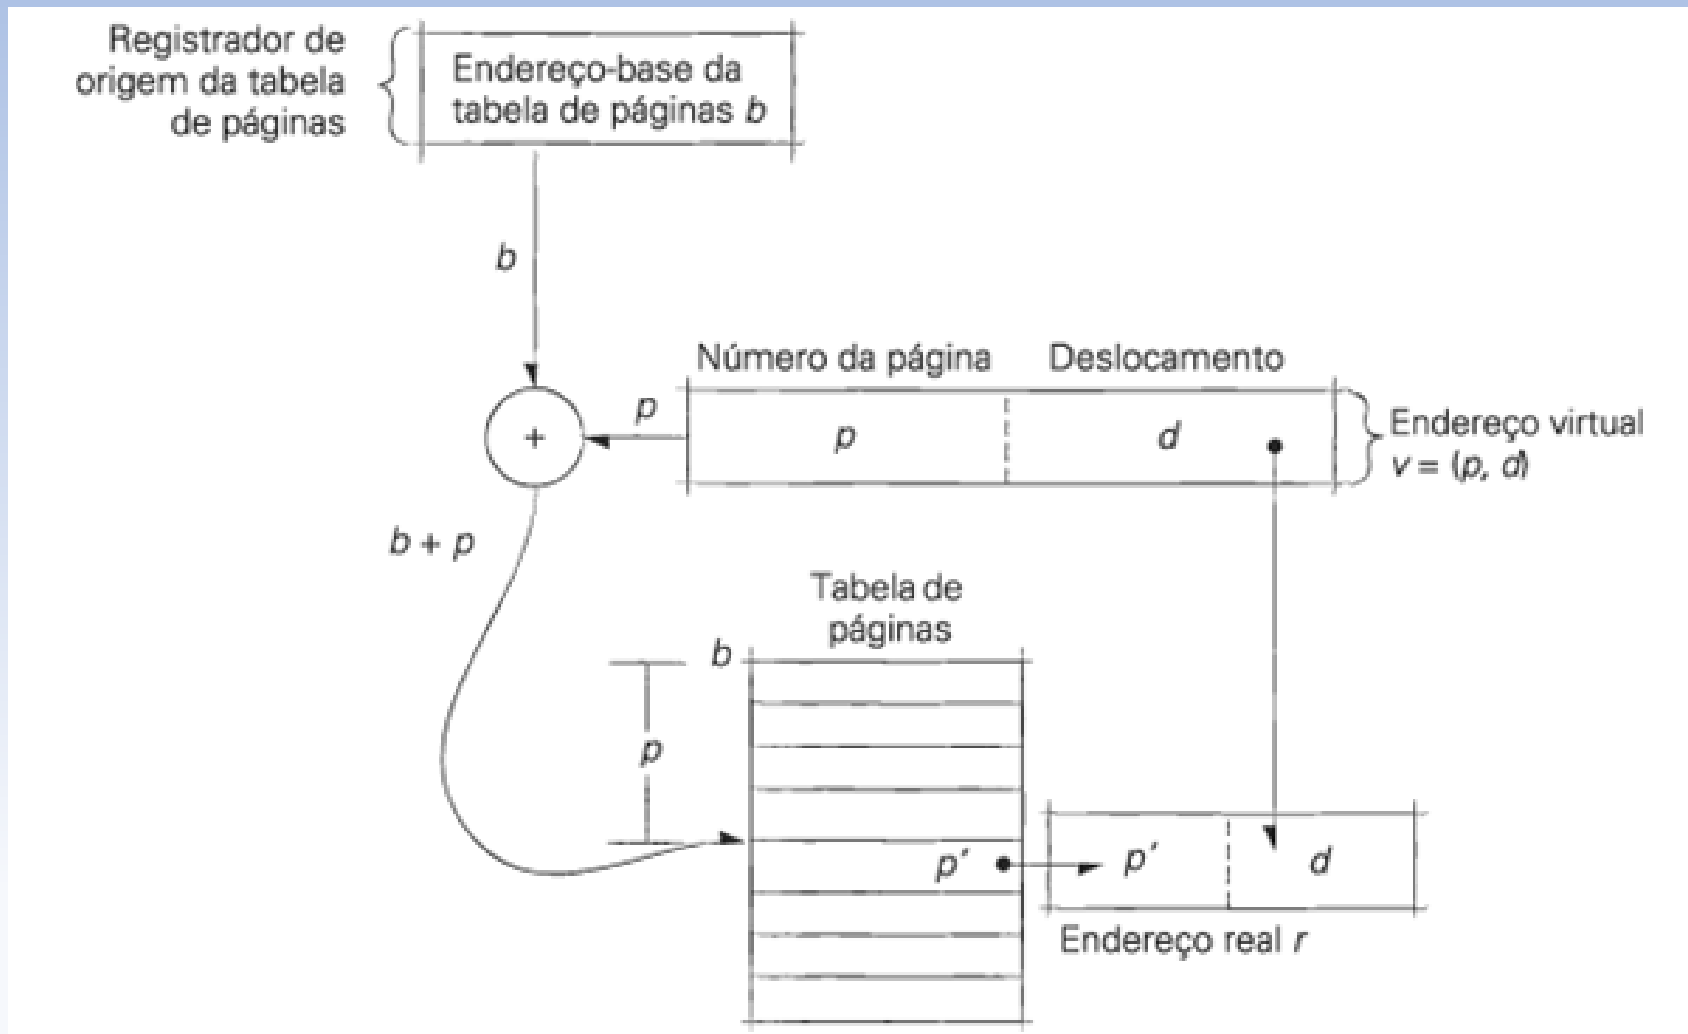 Registrador de
origem da tabela
de páginas
Endereço-base da
tabela de páginas b
b
Número da página
Deslocamento
p
+
p
d
Endereço virtual
v = (p, d)
b + p
Tabela de
páginas
b
p
p′
p′
d
Endereço real r